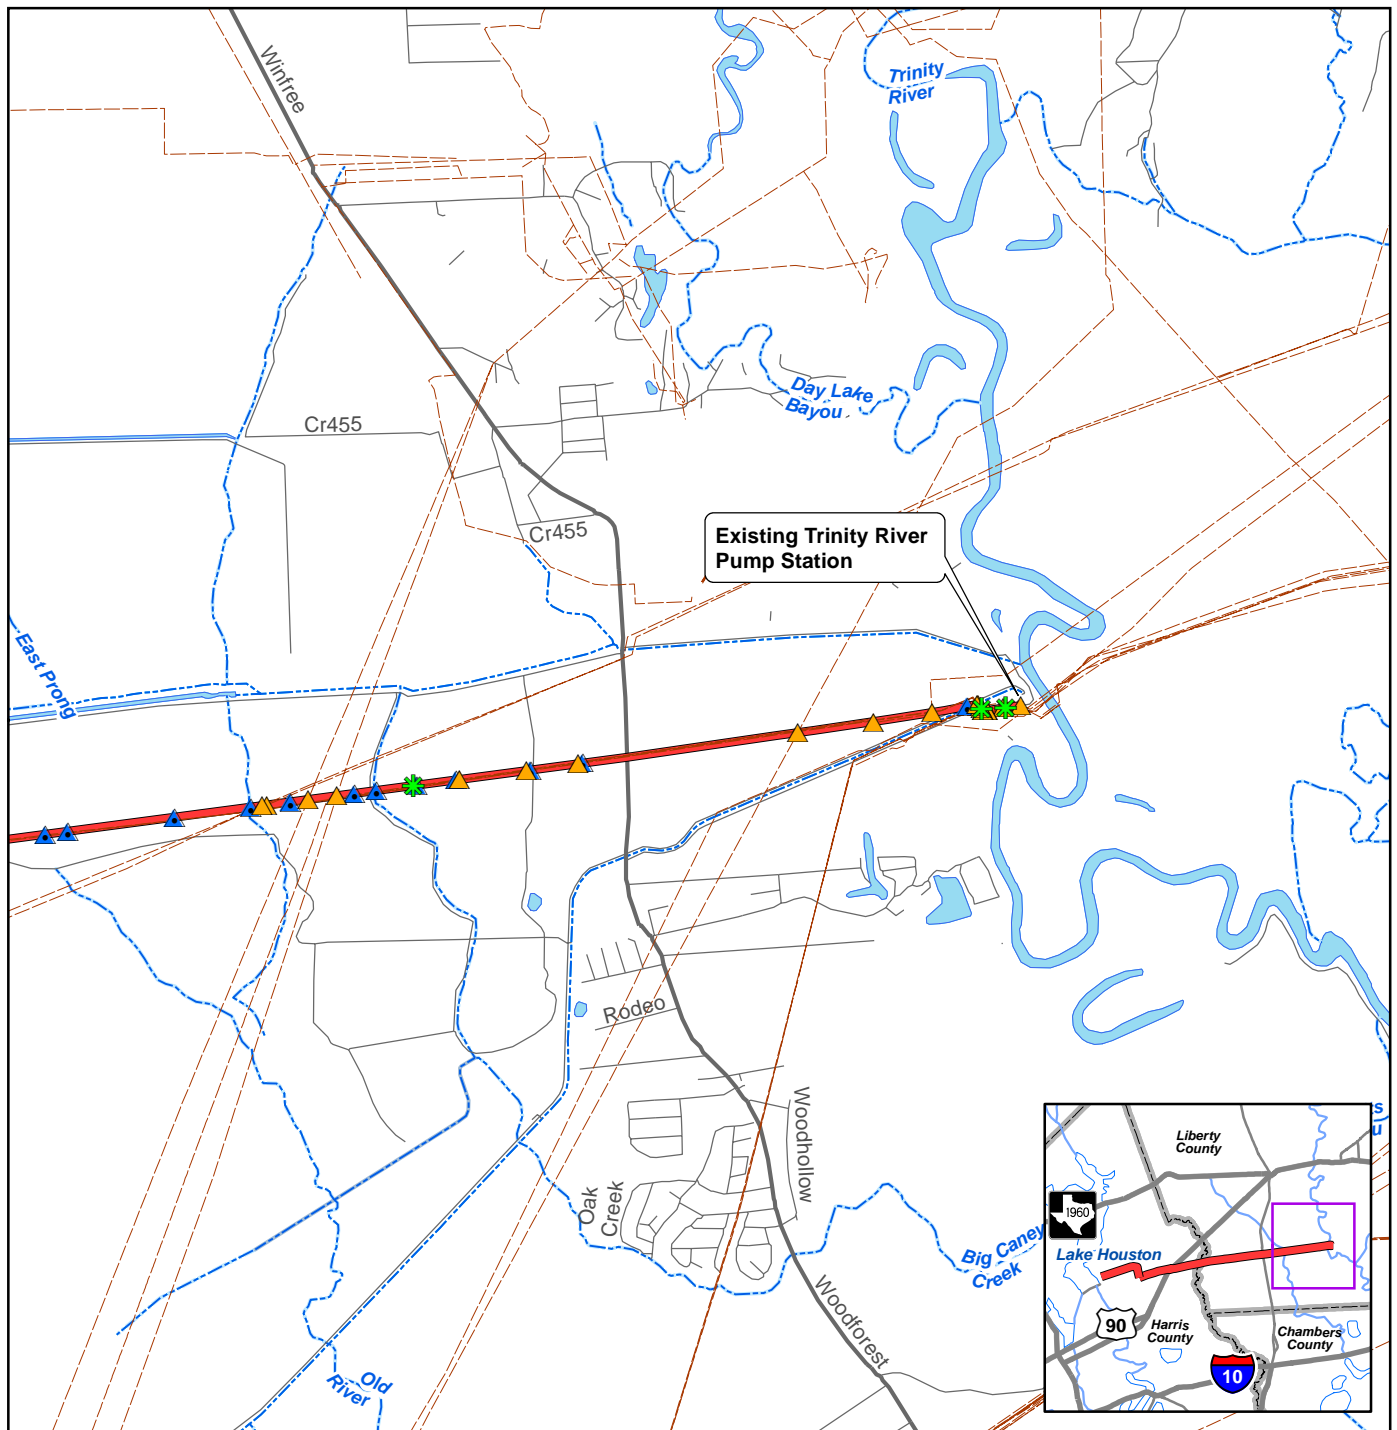 Winfree
Trinity
River
Day Lake
Bayou
Cr455
Cr455
Existing Trinity River
Pump Station
East Prong
Rodeo
Woodhollow
Oak
Creek
Big Caney
Creek
Woodforest
Old
River
s
u
Liberty
County
1960
Lake Houston
90
Harris
County
Chambers
County
10